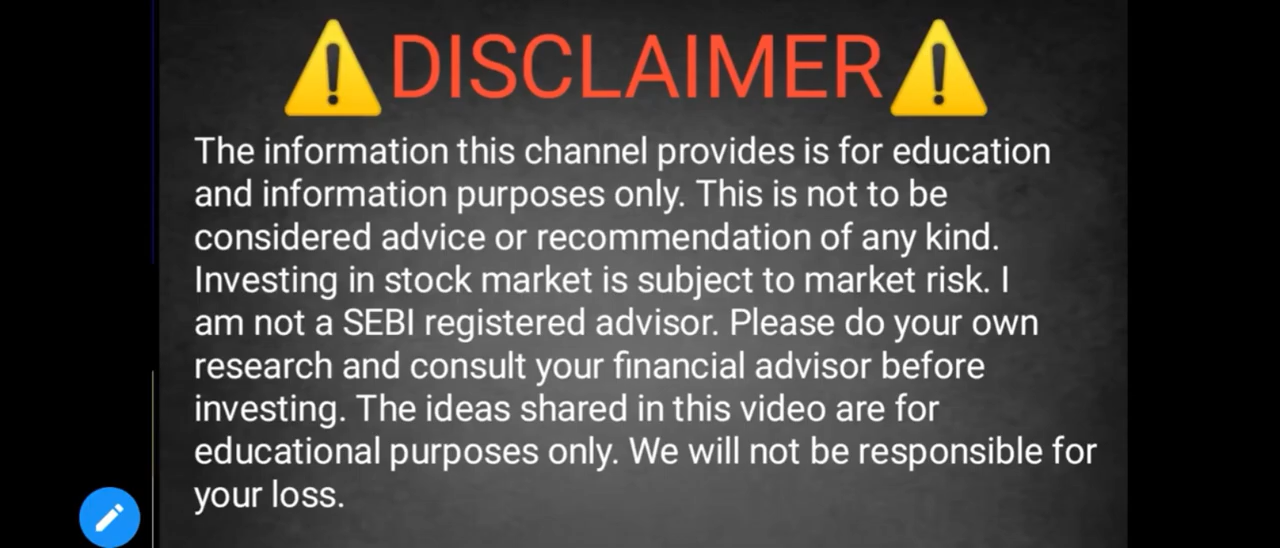 ⚠️DISCLAIMER⚠️
The information this channel provides is for education
and information purposes only. This is not to be
considered advice or recommendation of any kind.
Investing in stock market is subject to market risk. I
am not a SEBI registered advisor. Please do your own
research and consult your financial advisor before
investing. The ideas shared in this video are for
educational purposes only. We will not be responsible for
your loss.